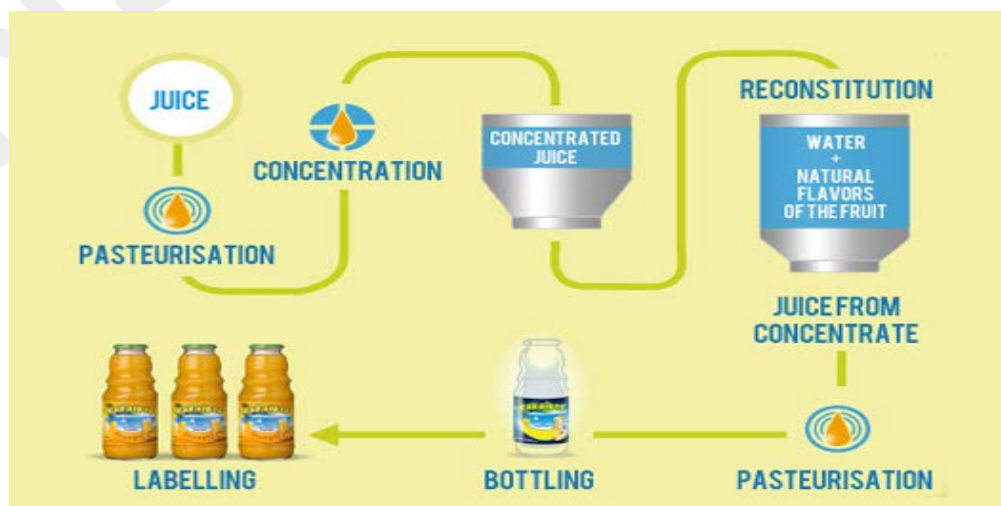 JUICE
PASTEURISATION
CONCENTRATION
CONCENTRATED
JUICE
RECONSTITUTION
WATER
+
NATURAL
FLAVORS
OF THE FRUIT
JUICE FROM
CONCENTRATE
PASTEURISATION
BOTTLING
LABELLING